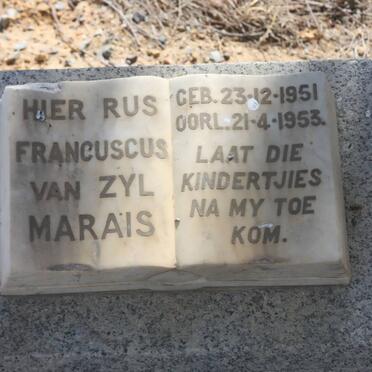 HIER RUS
FRANCUSCUS
VAN ZYL
MARAIS
GEB. 23-12-1951
OORL. 21-4-1953.
LAAT DIE
KINDERTJIES
NA MY TOE
KOM.